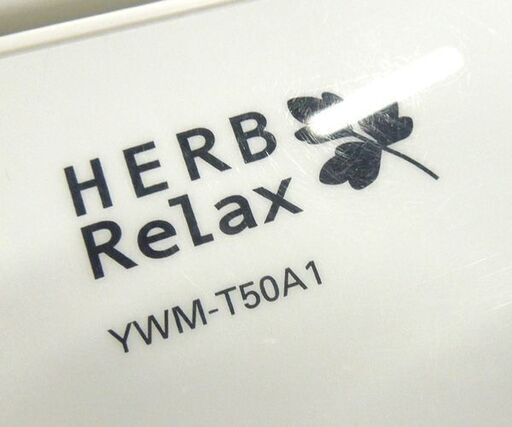 HERB
Relax
YWM-T50A1